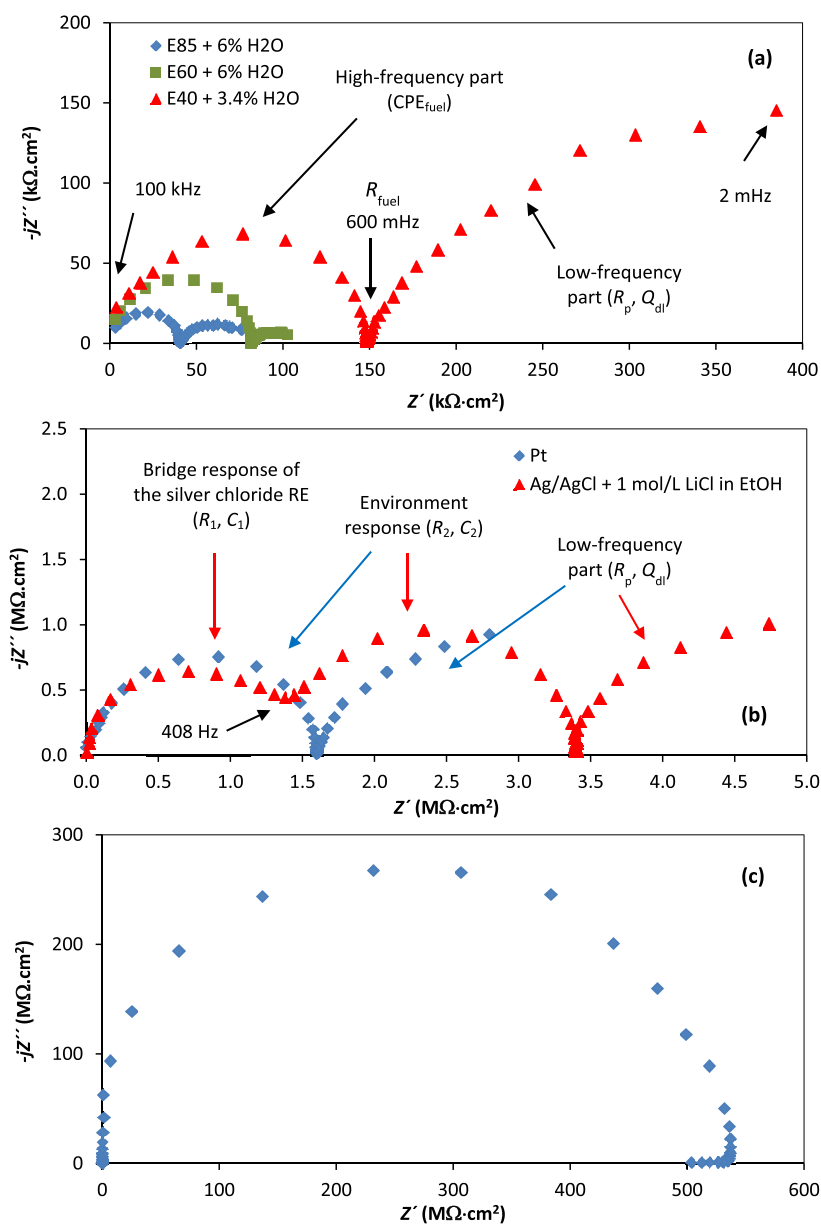 200
150
100
50
0
-jZ´´ (kΩ.cm²)
E85 + 6% H2O
E60 + 6% H2O
E40 + 3.4% H2O
(a)
High-frequency part
(CPEfuel)
100 kHz
Rfuel
600 mHz
2 mHz
Low-frequency
part (Rp, Qdl)
0 50 100 150 200 250 300 350 400
Z´ (kΩ·cm²)
2.5
2.0
1.5
1.0
0.5
0.0
-jZ´´ (MΩ.cm²)
Pt
Ag/AgCl + 1 mol/L LiCl in EtOH
Bridge response of
the silver chloride RE
(R1, C1)
Environment
response (R2, C2)
Low-frequency
part (Rp, Qdl)
408 Hz
(b)
0.0 0.5 1.0 1.5 2.0 2.5 3.0 3.5 4.0 4.5 5.0
Z´ (MΩ·cm²)
300
200
100
0
-jZ´´ (MΩ.cm²)
(c)
0 100 200 300 400 500 600
Z´ (MΩ·cm²)